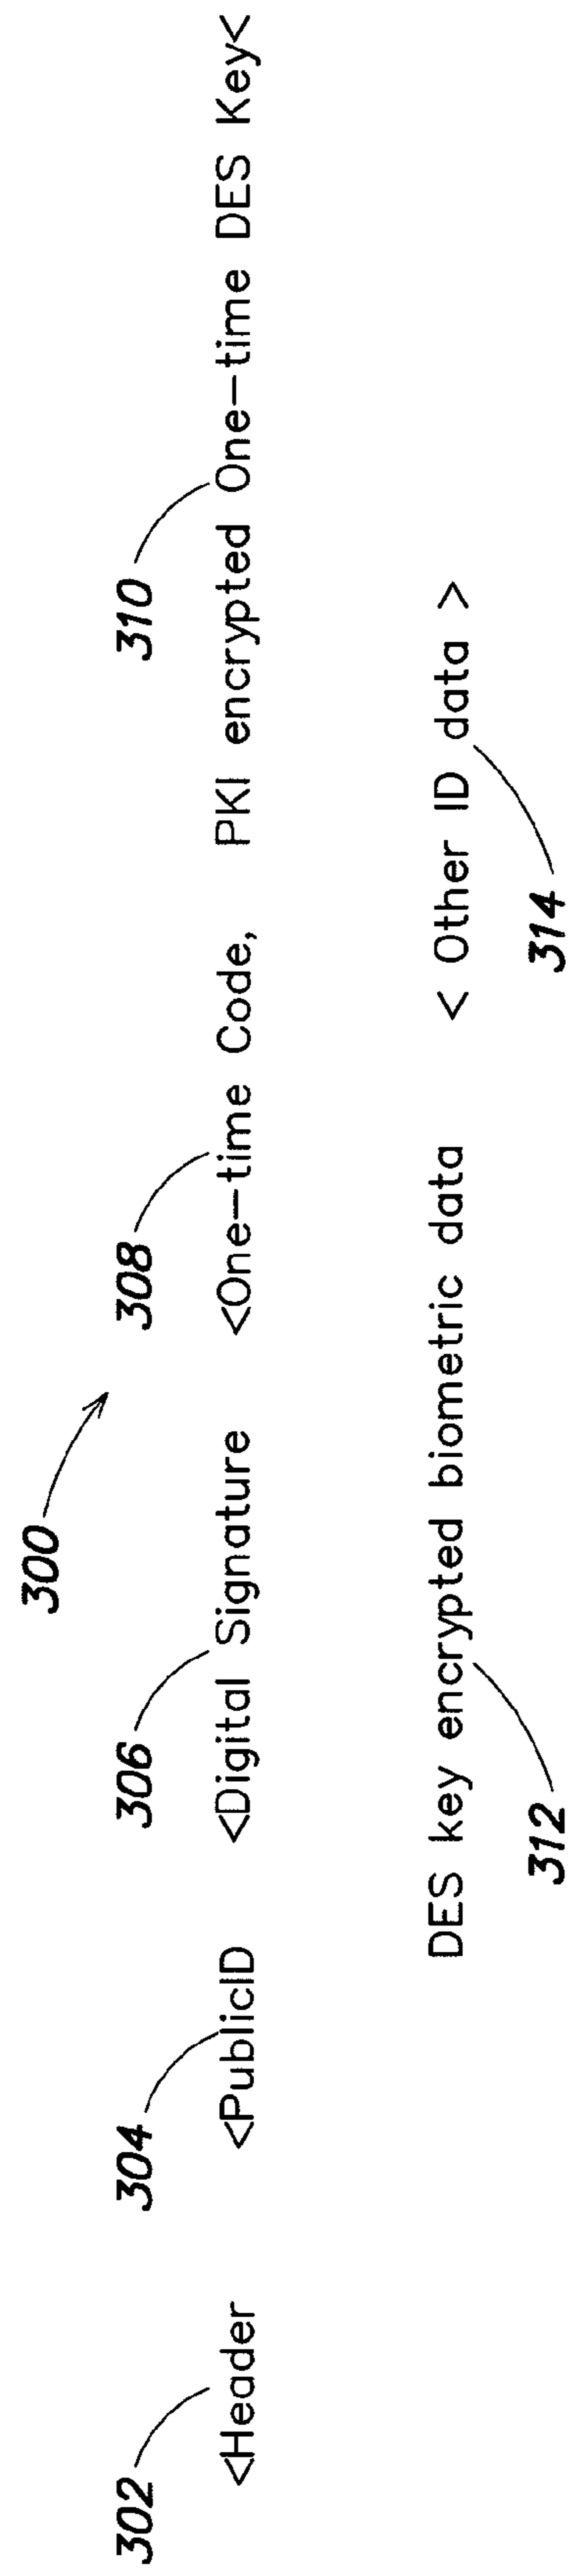 300
302 304 306 308 310
<Header <PublicID <Digital Signature <One-time Code, PKI encrypted One-time DES Key<
DES key encrypted biometric data < Other ID data >
312 314